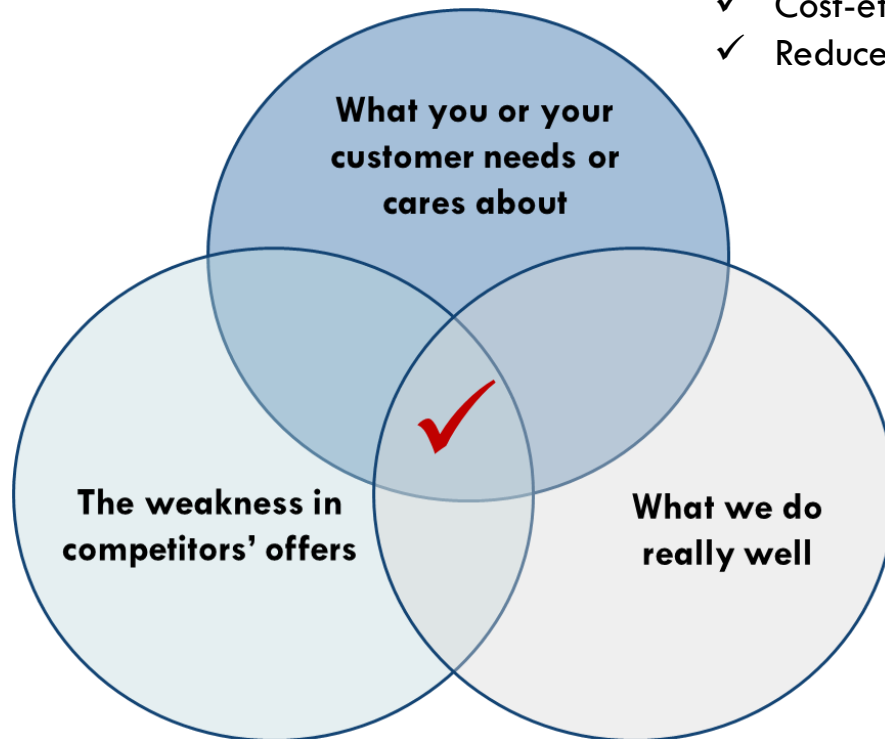 Reduce
What you or your
customer needs or
cares about
The weakness in
competitors’ offers
What we do
really well